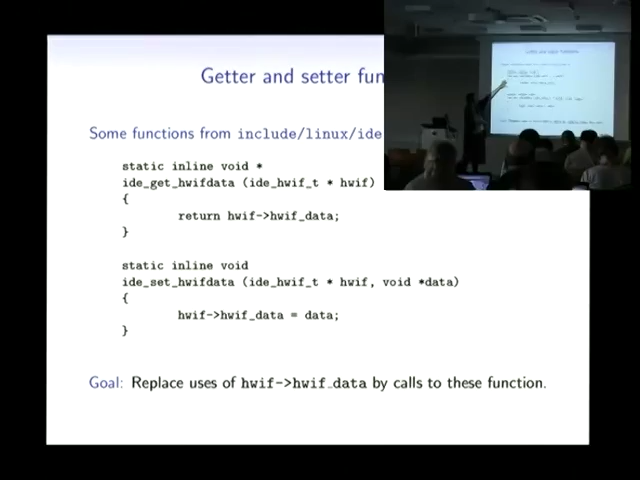 Getter and setter fun
Some functions from include/linux/ide
static inline void *
ide_get_hwifdata (ide_hwif_t * hwif)
{
return hwif->hwif_data;
}
static inline void
ide_set_hwifdata (ide_hwif_t * hwif, void *data)
{
hwif->hwif_data = data;
}
Goal: Replace uses of hwif->hwif_data by calls to these function.